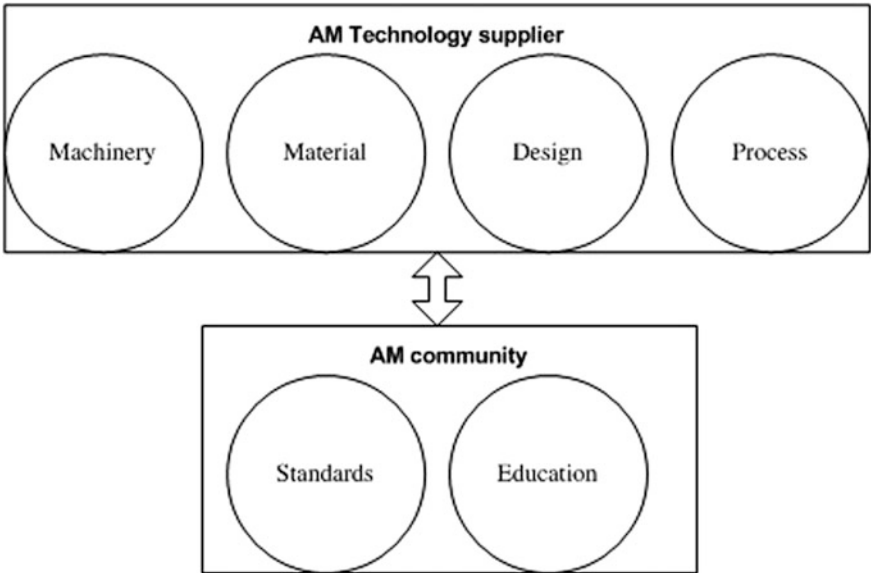 AM Technology supplier
Machinery Material Design Process
AM community
Standards Education